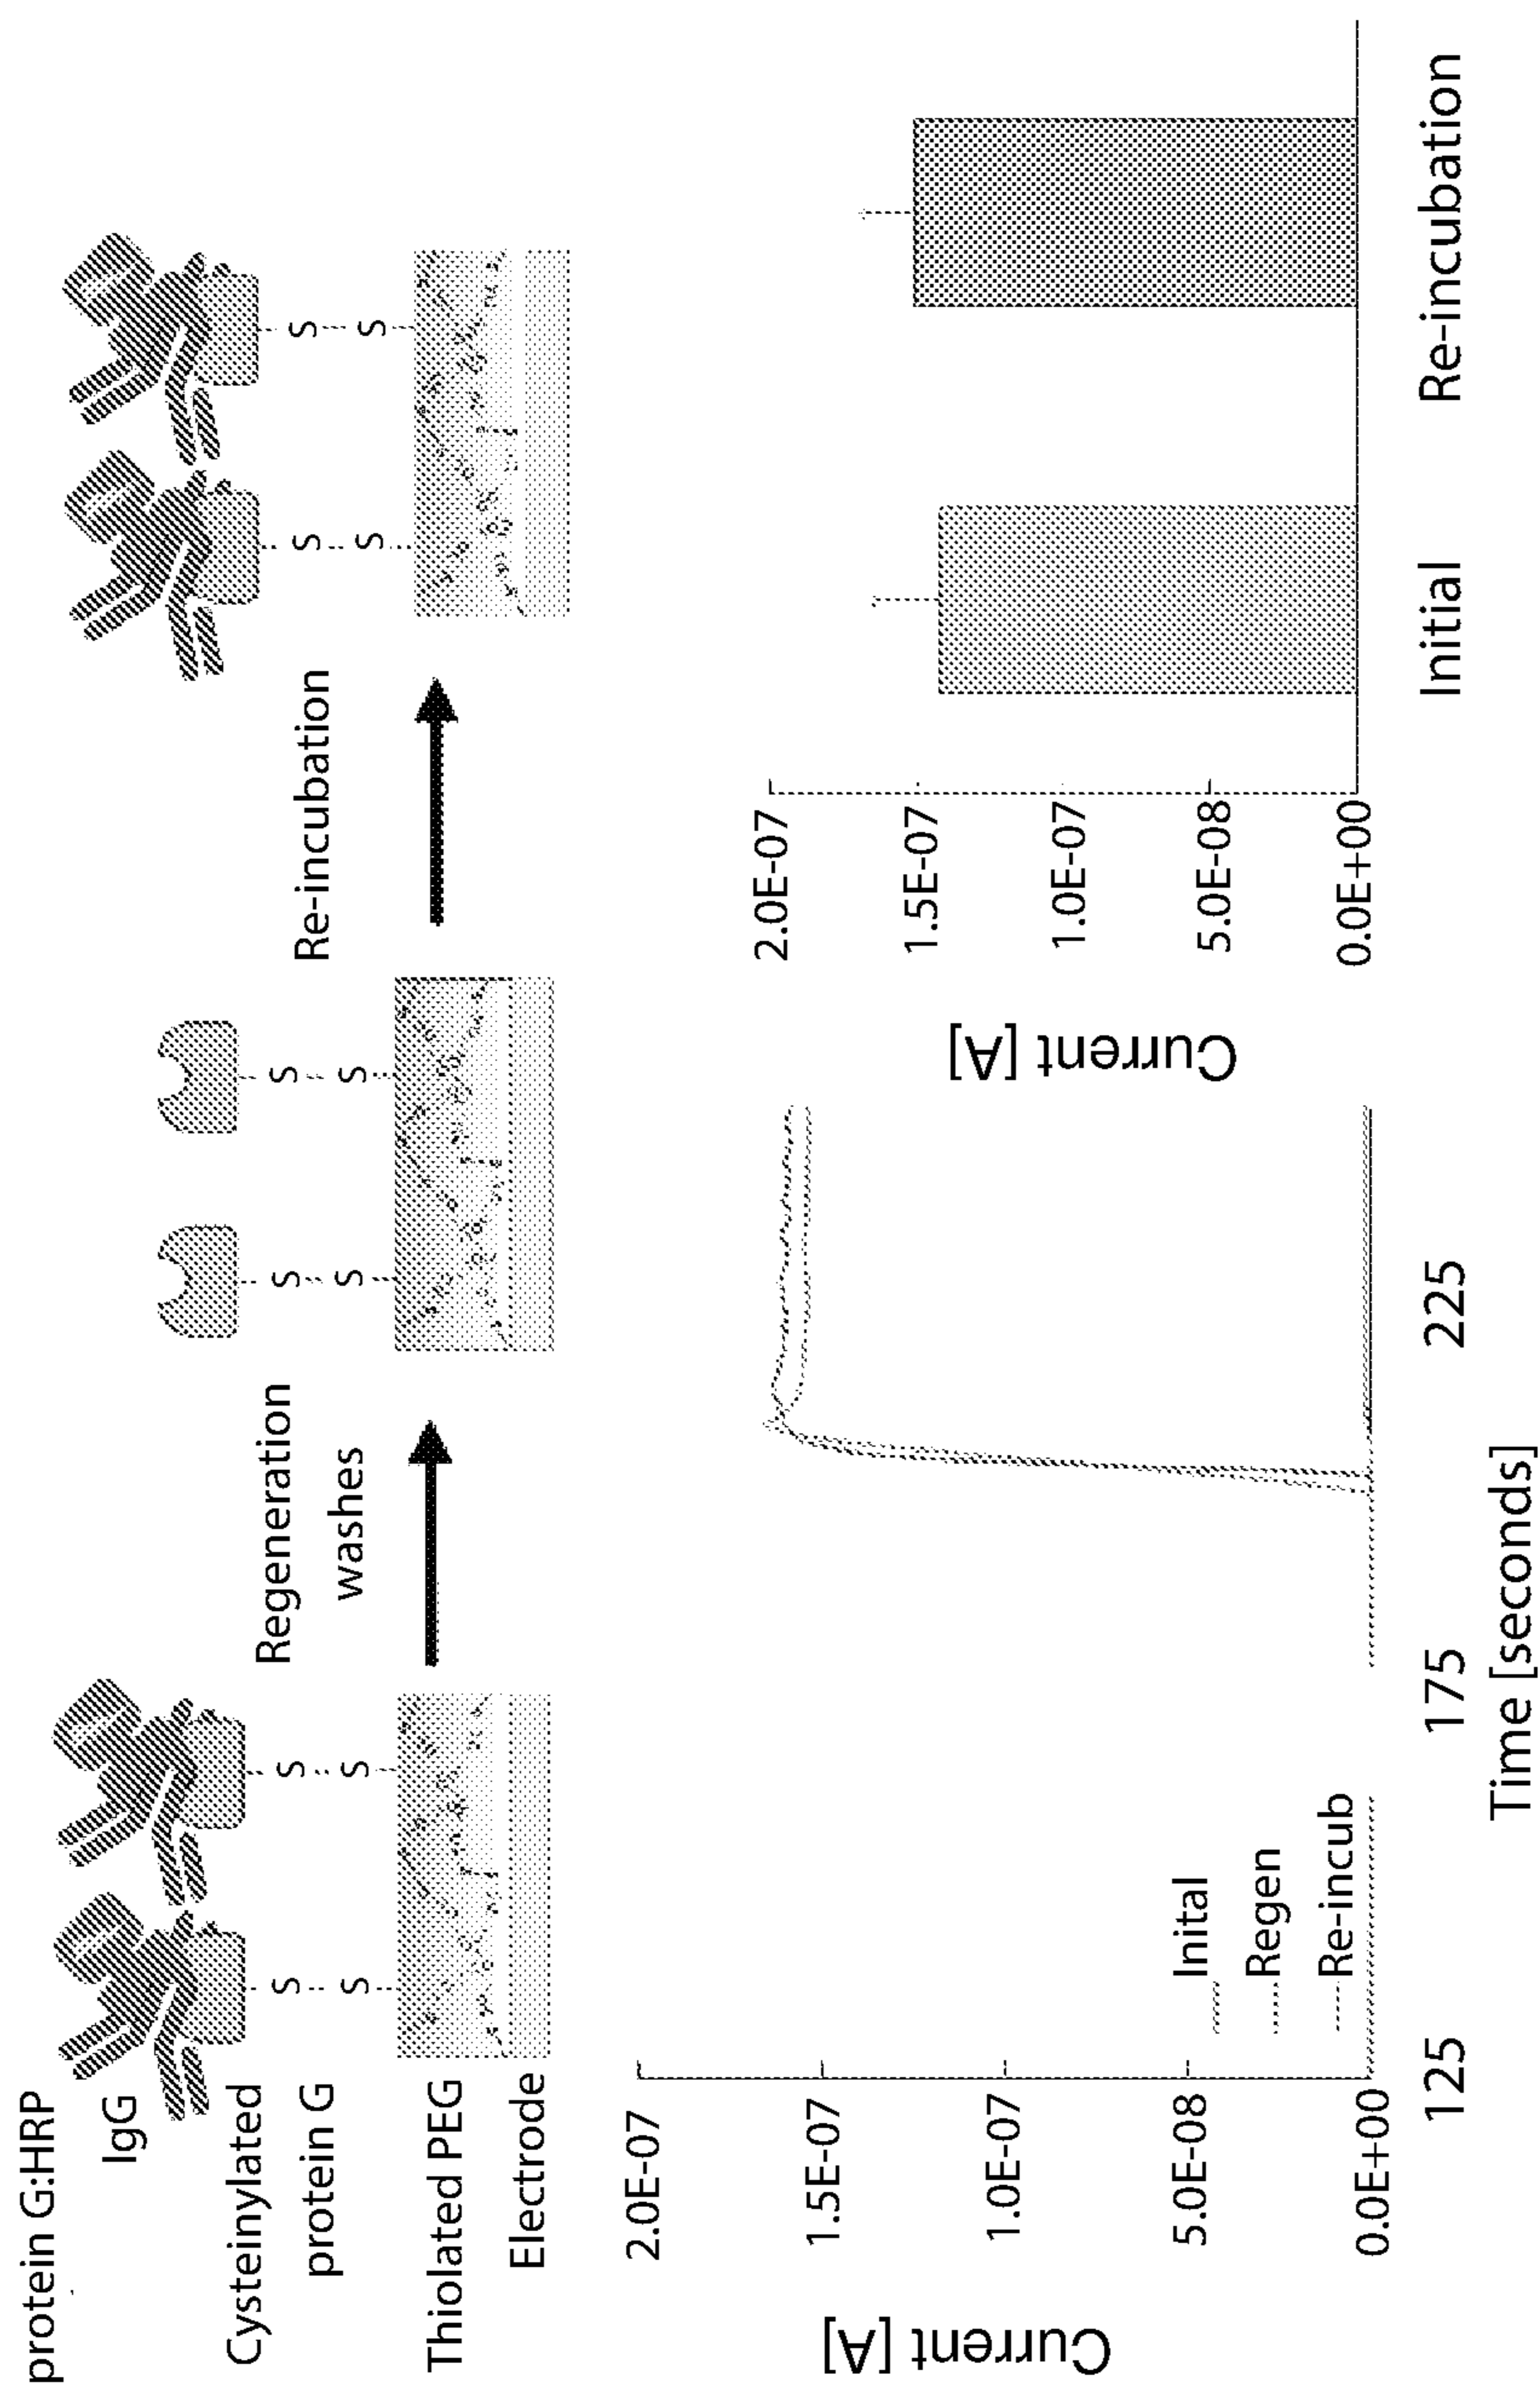 protein G:HRP
IgG
Cysteinylated
protein G
Thiolated PEG
Electrode
S
S
S
S
Regeneration
washes
S
S
S
S
Re-incubation
S
S
S
S
Current [A]
2.0E-07
1.5E-07
1.0E-07
5.0E-08
0.0E+00
Inital
Regen
Re-incub
125
175
225
Time [seconds]
Current [A]
2.0E-07
1.5E-07
1.0E-07
5.0E-08
0.0E+00
Initial
Re-incubation